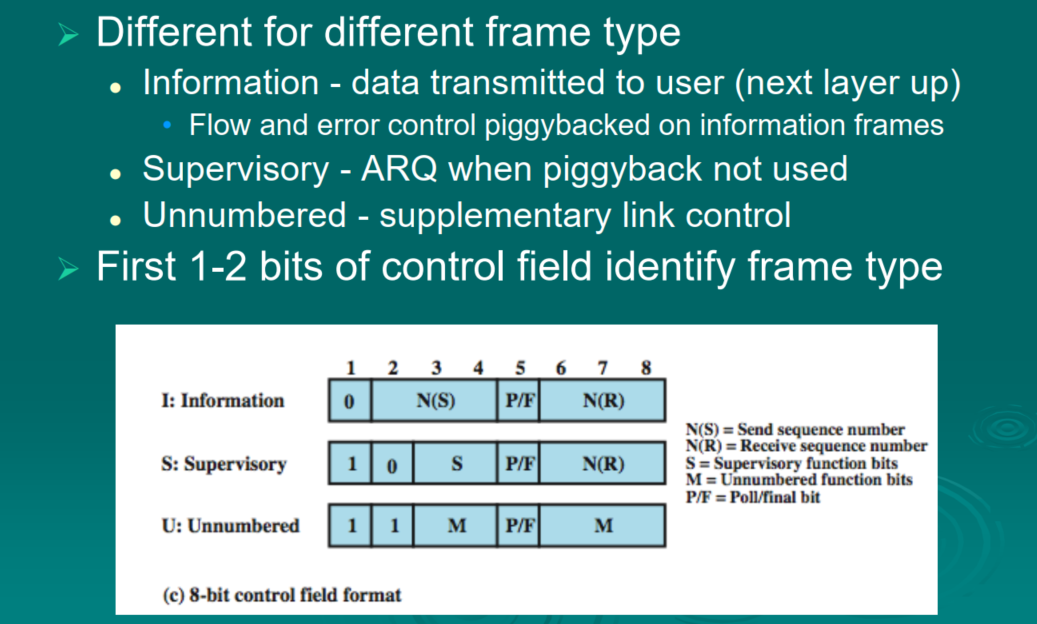 Different for different frame type
Information - data transmitted to user (next layer up)
Flow and error control piggybacked on information frames
Supervisory - ARQ when piggyback not used
Unnumbered - supplementary link control
First 1-2 bits of control field identify frame type
1 2 3 4 5 6 7 8
I: Information 0 N(S) P/F N(R)
S: Supervisory 1 0 S P/F N(R)
U: Unnumbered 1 1 M P/F M
N(S) = Send sequence number
N(R) = Receive sequence number
S = Supervisory function bits
M = Unnumbered function bits
P/F = Poll/final bit
(c) 8-bit control field format